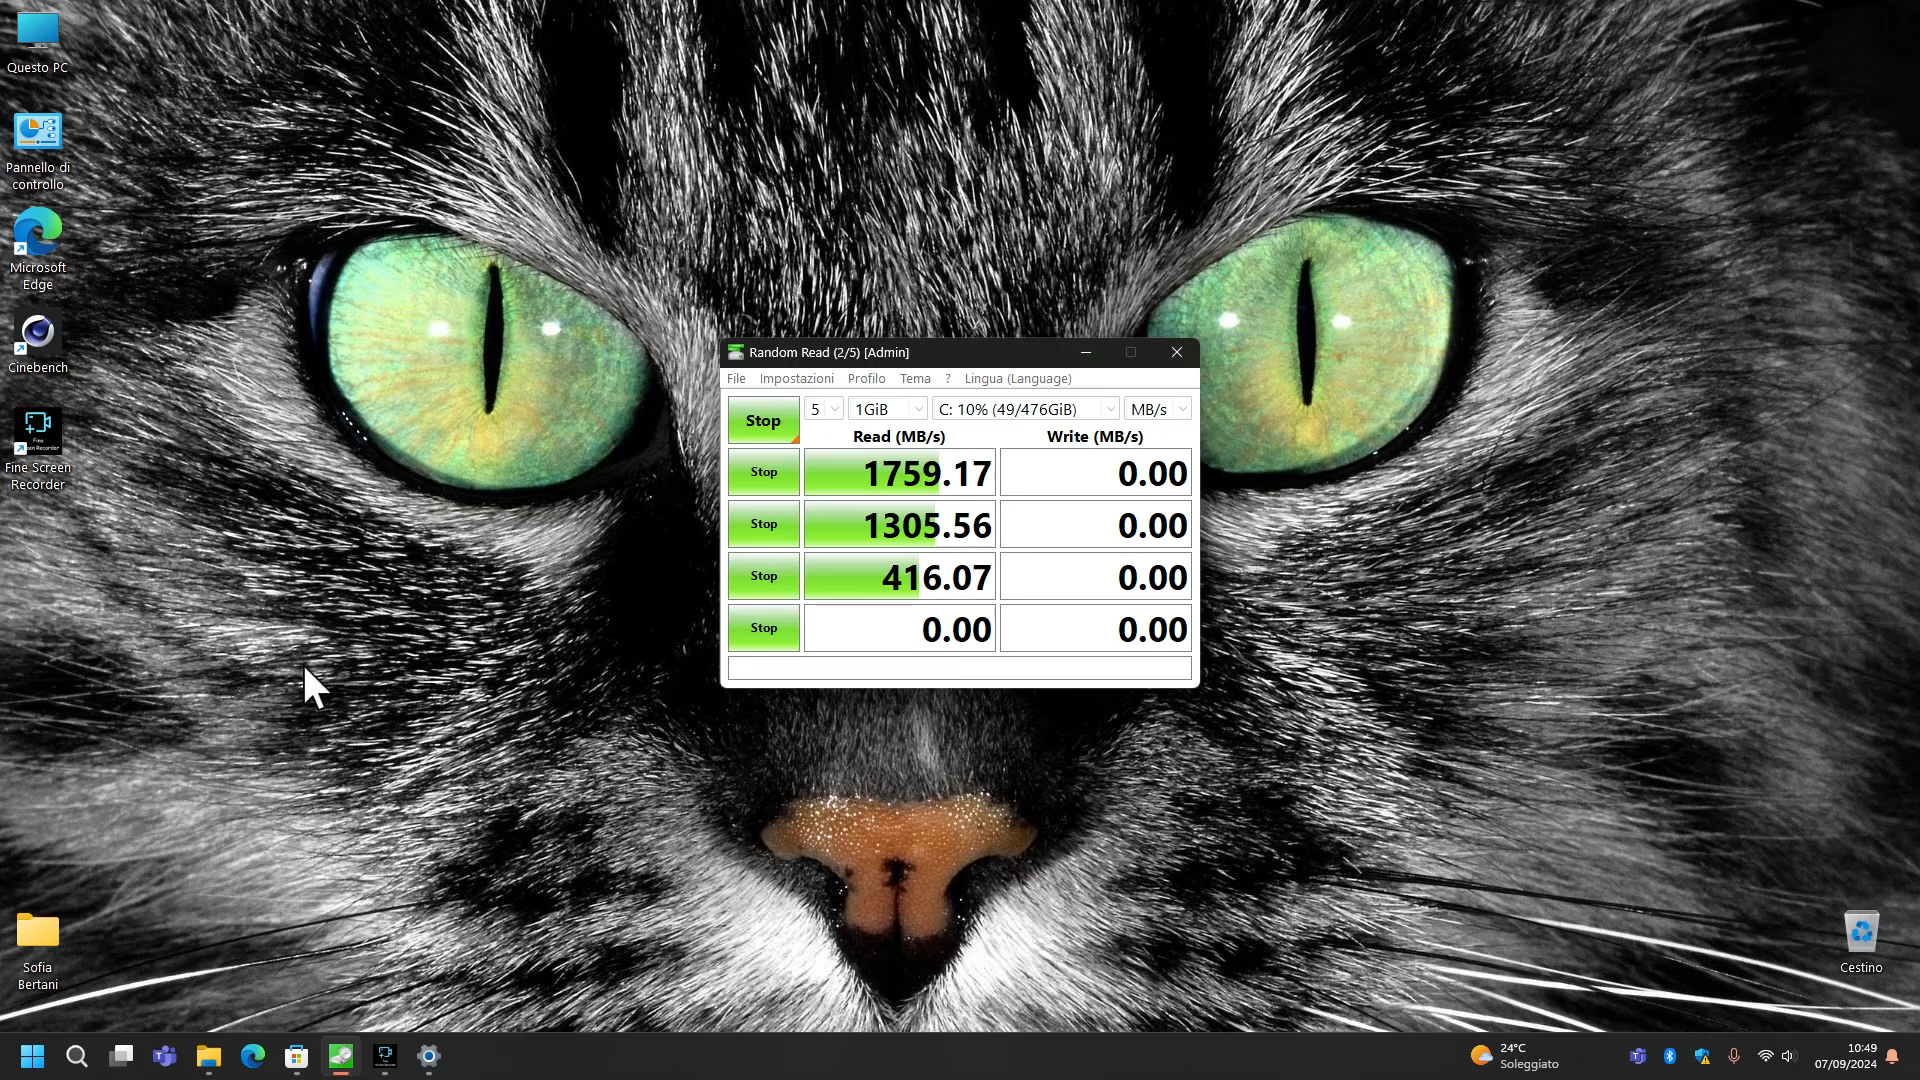 Questo PC
Pannello di
controllo
Microsoft
Edge
Cinebench
Fine Screen
Recorder
Sofia
Bertani
Random Read (2/5) [Admin]
File Impostazioni Profilo Tema ? Lingua (Language)
Stop 5 1GiB C: 10% (49/476GiB) MB/s
Read (MB/s) Write (MB/s)
Stop 1759.17 0.00
Stop 1305.56 0.00
Stop 416.07 0.00
Stop 0.00 0.00
Cestino
24°C
Soleggiato
10:49
07/09/2024